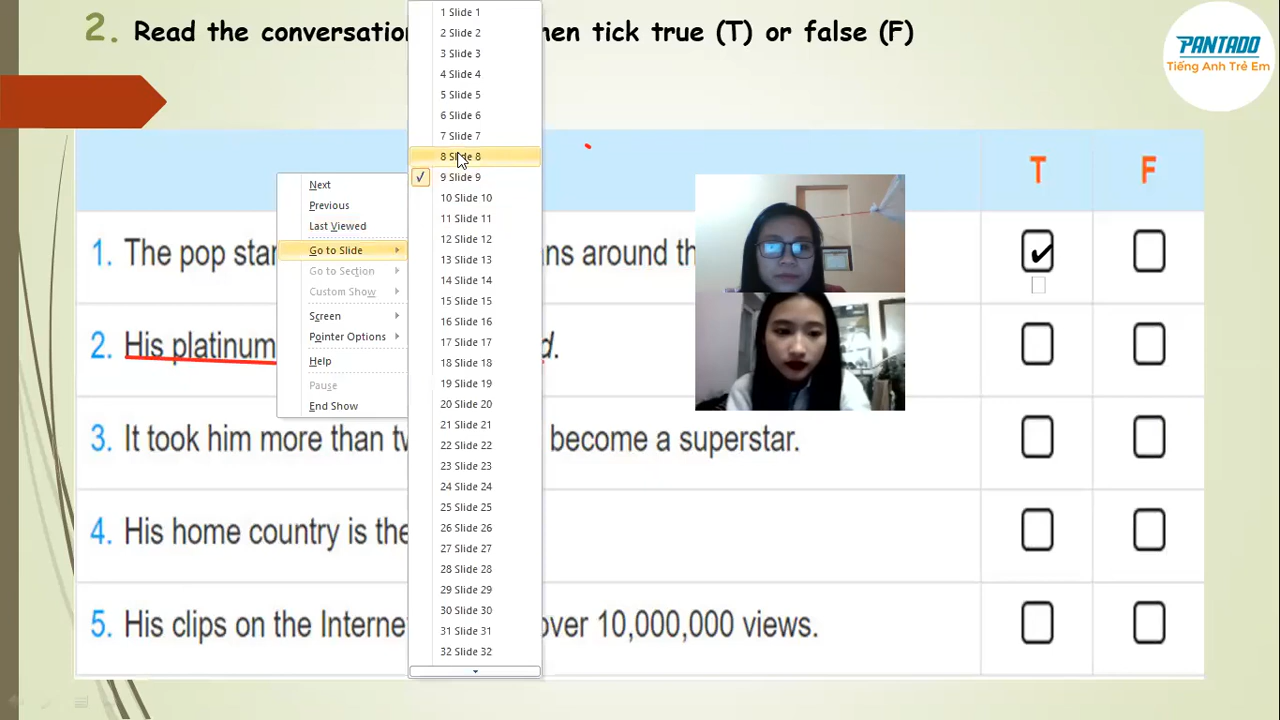 2. Read the conversatio hen tick true (T) or false (F)
PANTADO
Tiếng Anh Trẻ Em
T F
1. The pop star ans around th
2. His platinum d.
3. It took him more than tw become a superstar.
4. His home country is the
5. His clips on the Interne over 10,000,000 views.
Next
Previous
Last Viewed
Go to Slide
Go to Section
Custom Show
Screen
Pointer Options
Help
Pause
End Show
1 Slide 1
2 Slide 2
3 Slide 3
4 Slide 4
5 Slide 5
6 Slide 6
7 Slide 7
8 Slide 8
9 Slide 9
10 Slide 10
11 Slide 11
12 Slide 12
13 Slide 13
14 Slide 14
15 Slide 15
16 Slide 16
17 Slide 17
18 Slide 18
19 Slide 19
20 Slide 20
21 Slide 21
22 Slide 22
23 Slide 23
24 Slide 24
25 Slide 25
26 Slide 26
27 Slide 27
28 Slide 28
29 Slide 29
30 Slide 30
31 Slide 31
32 Slide 32